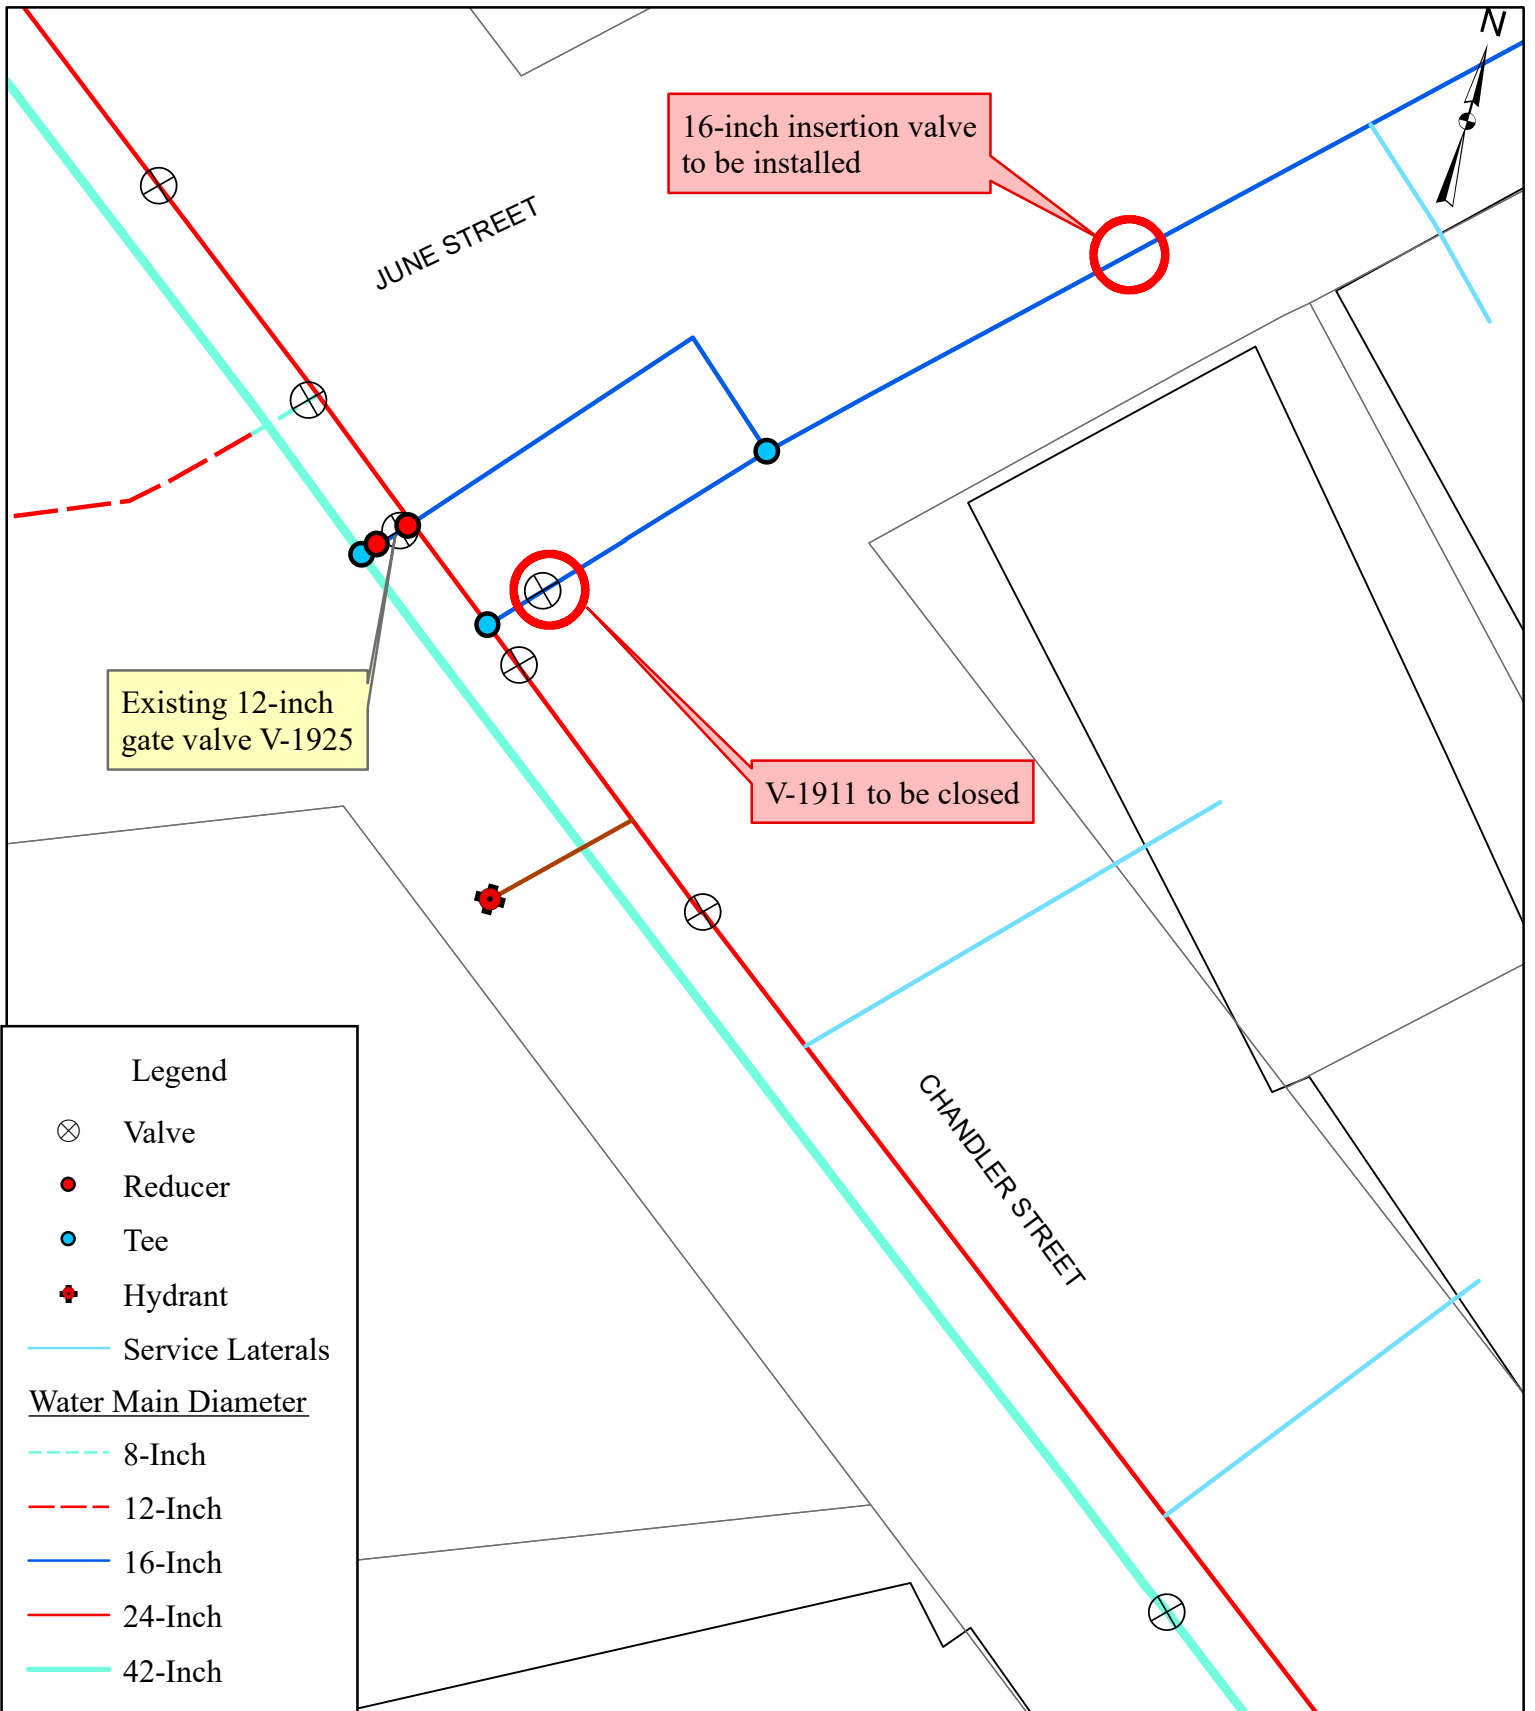 N
16-inch insertion valve
to be installed
JUNE STREET
Existing 12-inch
gate valve V-1925
V-1911 to be closed
CHANDLER STREET
Legend
Valve
Reducer
Tee
Hydrant
Service Laterals
Water Main Diameter
8-Inch
12-Inch
16-Inch
24-Inch
42-Inch